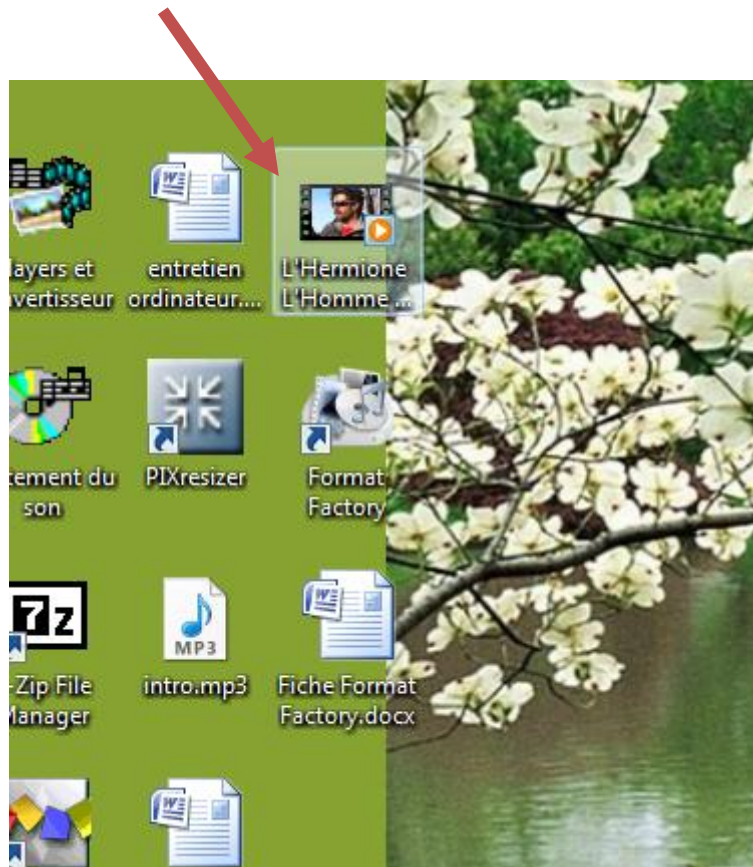 layers et
vertisseur
entretien
ordinateur....
L'Hermione
L'Homme ...
tement du
son
PIXresizer
Format
Factory
7z
MP3
-Zip File
Manager
intro.mp3
Fiche Format
Factory.docx